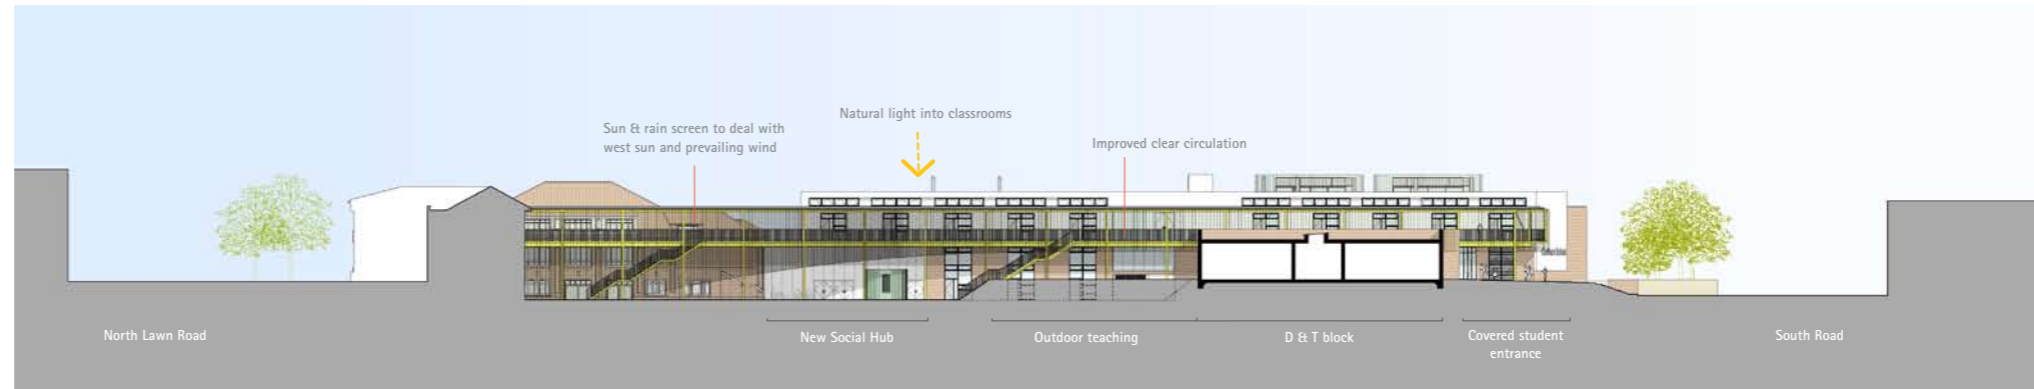 Natural light into classrooms
Sun & rain screen to deal with
west sun and prevailing wind
Improved clear circulation
North Lawn Road
New Social Hub
Outdoor teaching
D & T block
Covered student
entrance
South Road